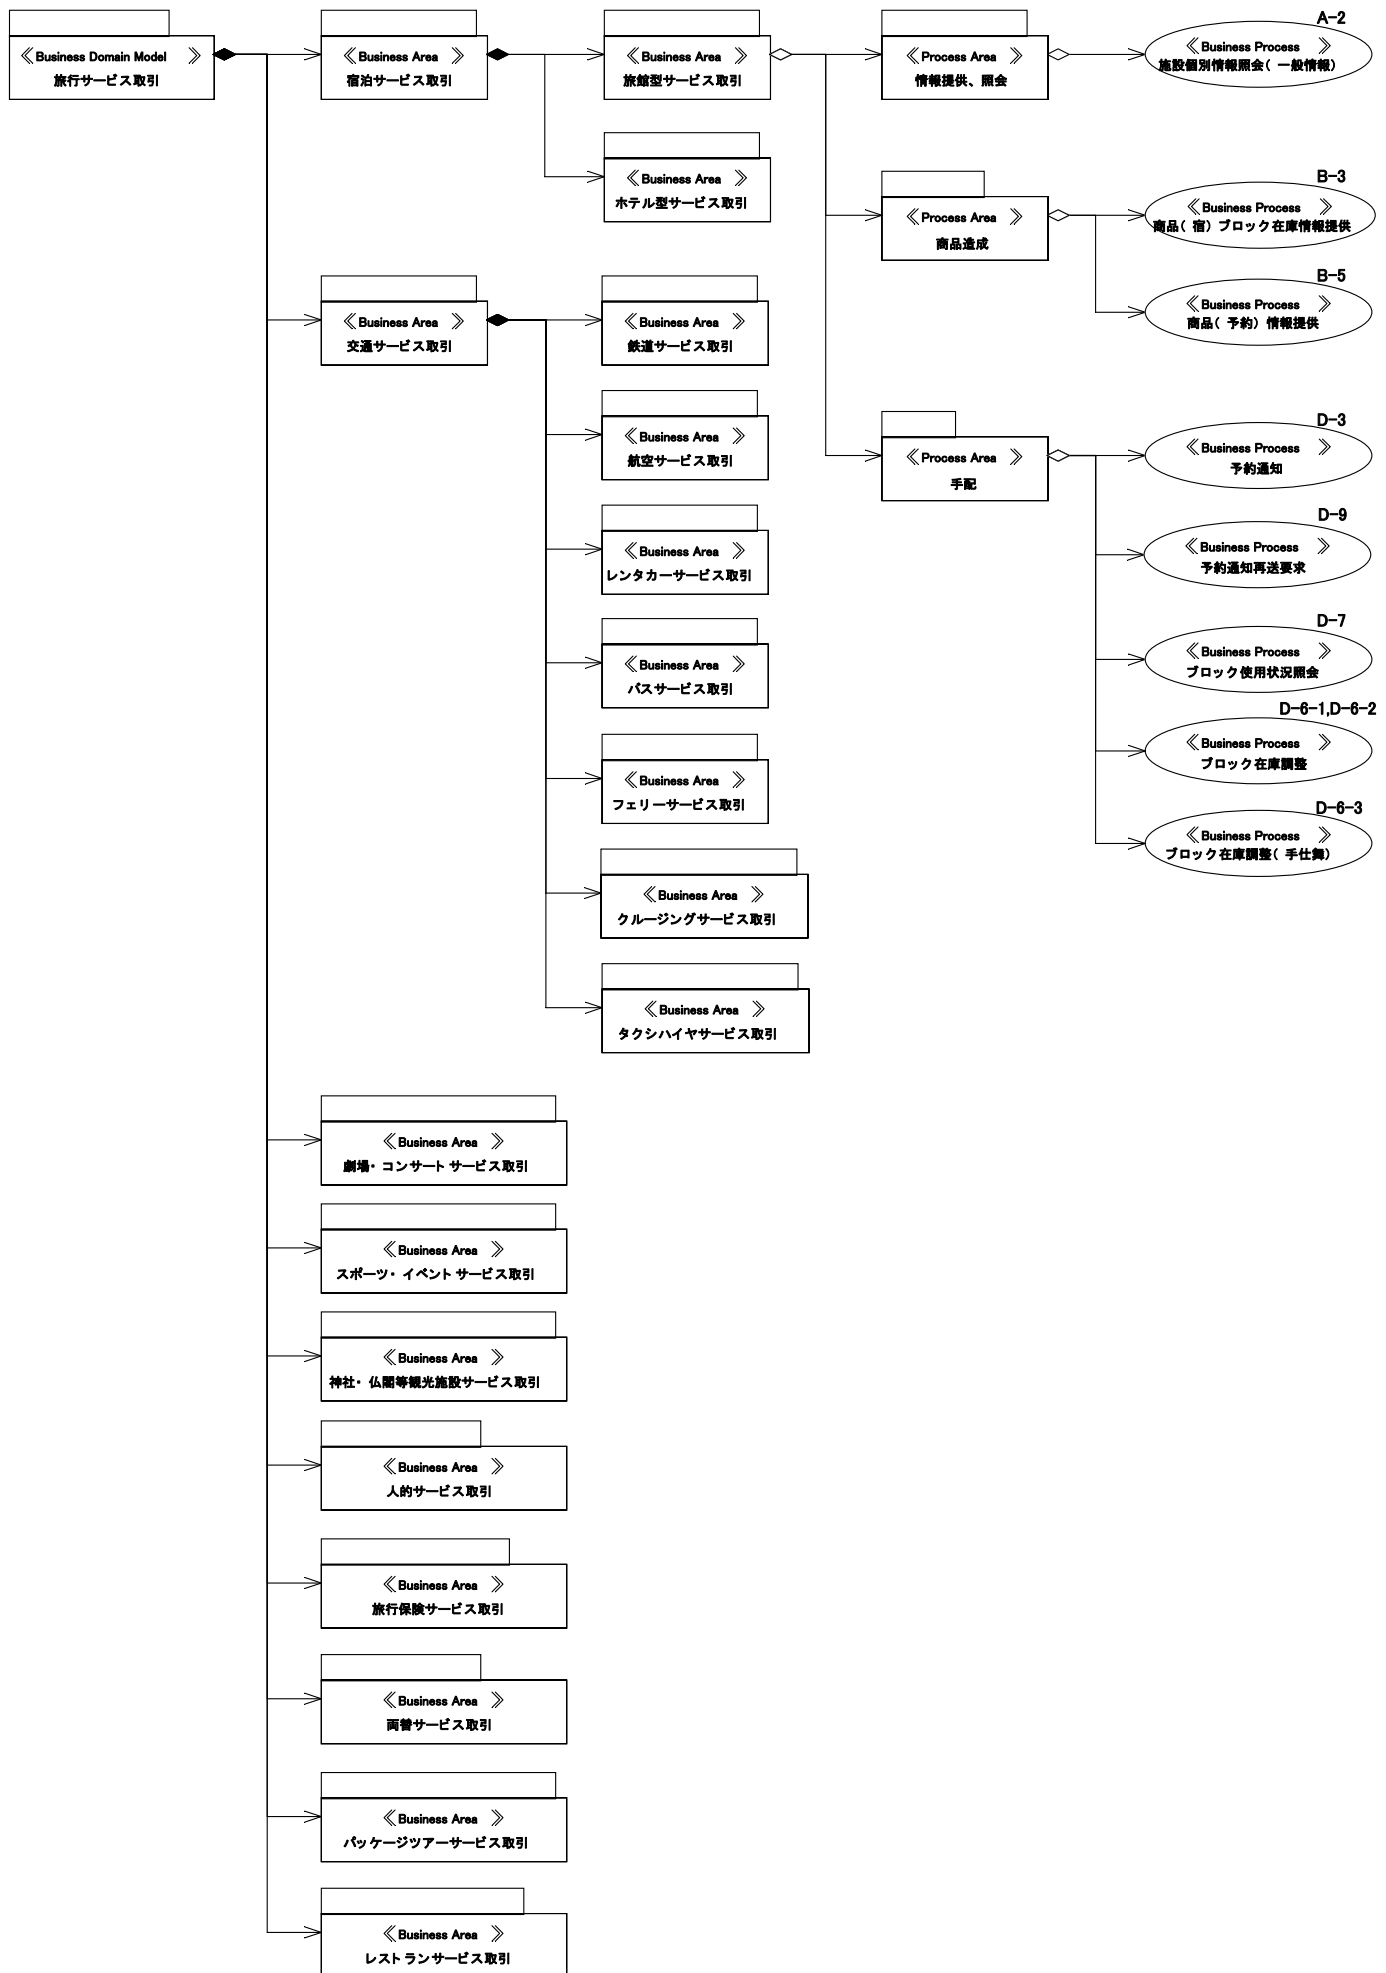 A-2
《Business Domain Model》
旅行サービス取引
《Business Area》
宿泊サービス取引
《Business Area》
旅館型サービス取引
《Process Area》
情報提供、照会
《Business Process》
施設個別情報照会(一般情報)
《Business Area》
ホテル型サービス取引
《Process Area》
商品造成
B-3
《Business Process》
商品(宿)ブロック在庫情報提供
B-5
《Business Process》
商品(予約)情報提供
《Business Area》
交通サービス取引
《Business Area》
鉄道サービス取引
《Business Area》
航空サービス取引
《Process Area》
手配
D-3
《Business Process》
予約通知
D-9
《Business Process》
予約通知再送要求
《Business Area》
レンタカーサービス取引
D-7
《Business Process》
ブロック使用状況照会
《Business Area》
バスサービス取引
D-6-1,D-6-2
《Business Process》
ブロック在庫調整
《Business Area》
フェリーサービス取引
D-6-3
《Business Process》
ブロック在庫調整(手仕舞)
《Business Area》
クルージングサービス取引
《Business Area》
タクシハイヤサービス取引
《Business Area》
劇場・コンサートサービス取引
《Business Area》
スポーツ・イベントサービス取引
《Business Area》
神社・仏閣等観光施設サービス取引
《Business Area》
人的サービス取引
《Business Area》
旅行保険サービス取引
《Business Area》
両替サービス取引
《Business Area》
パッケージツアーサービス取引
《Business Area》
レストランサービス取引